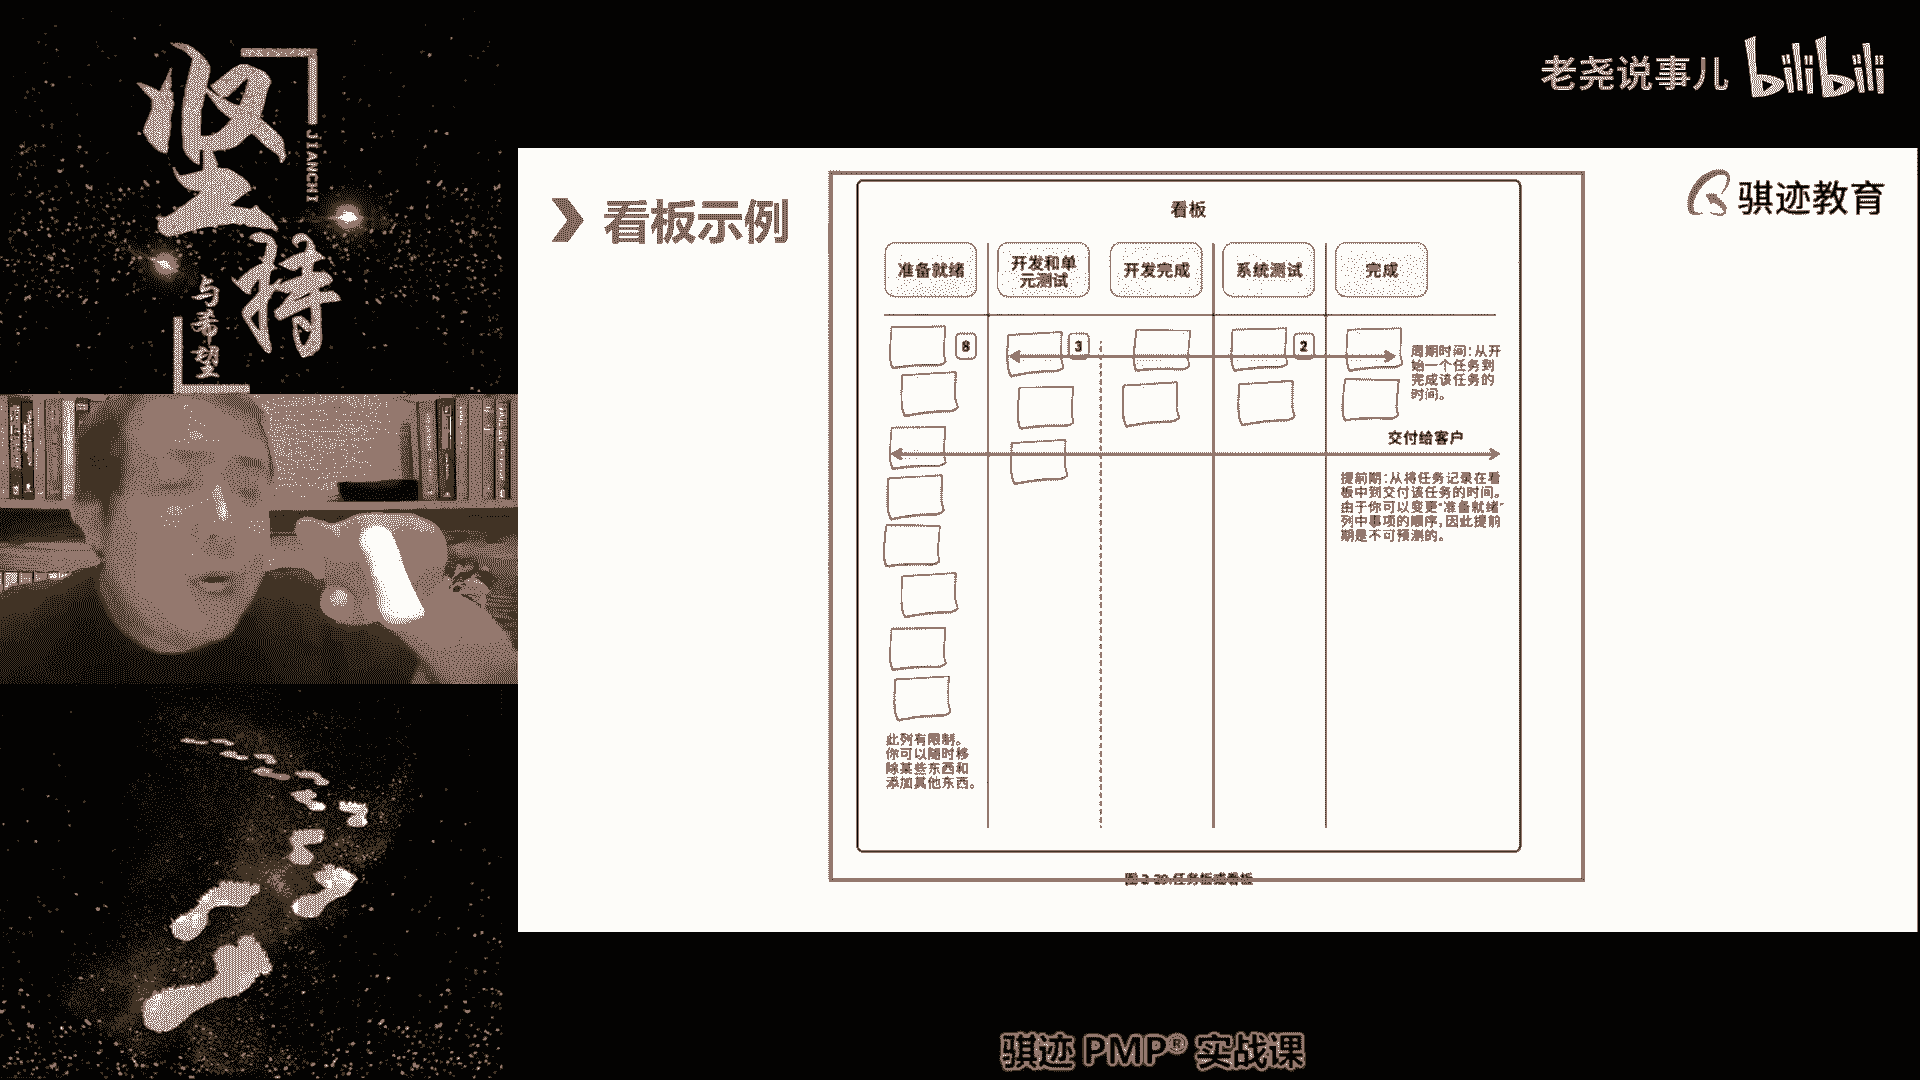 坚持
JIANCHI
与希望
老尧说事儿 bilibili
看板示例
骐迹教育
看板
准备就绪
开发和单
元测试
开发完成
系统测试
完成
8
3
2
周期时间：从开
始一个任务到
完成该任务的
时间。
交付给客户
提前期：从将任务记录在看
板中到交付该任务的时间。
由于你可以变更“准备就绪”
列中事项的顺序，因此提前
期是不可预测的。
此列有限制。
你可以随时移
除某些东西和
添加其他东西。
任务板或看板
骐迹 PMP® 实战课